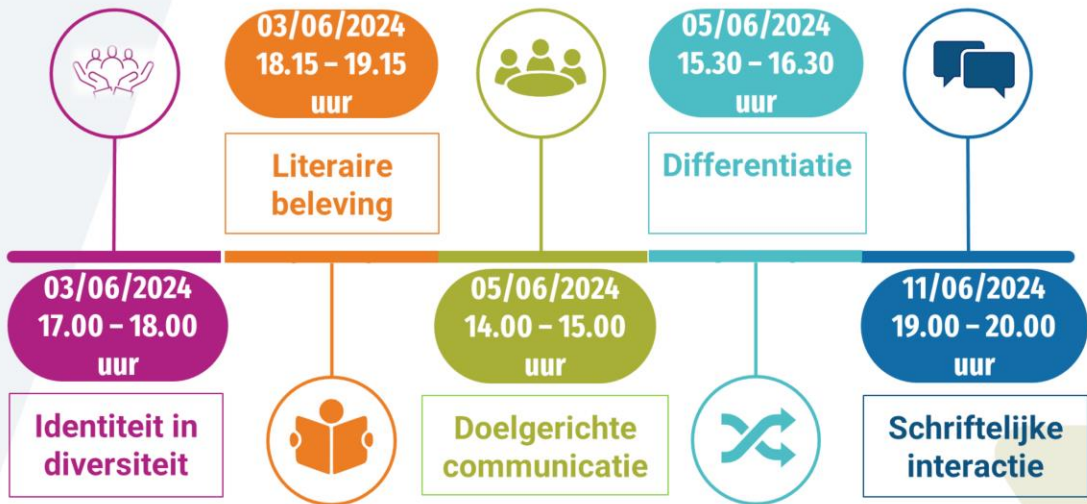 03/06/2024
17.00 – 18.00
uur
Identiteit in
diversiteit
03/06/2024
18.15 – 19.15
uur
Literaire
beleving
05/06/2024
14.00 – 15.00
uur
Doelgerichte
communicatie
05/06/2024
15.30 – 16.30
uur
Differentiatie
11/06/2024
19.00 – 20.00
uur
Schriftelijke
interactie